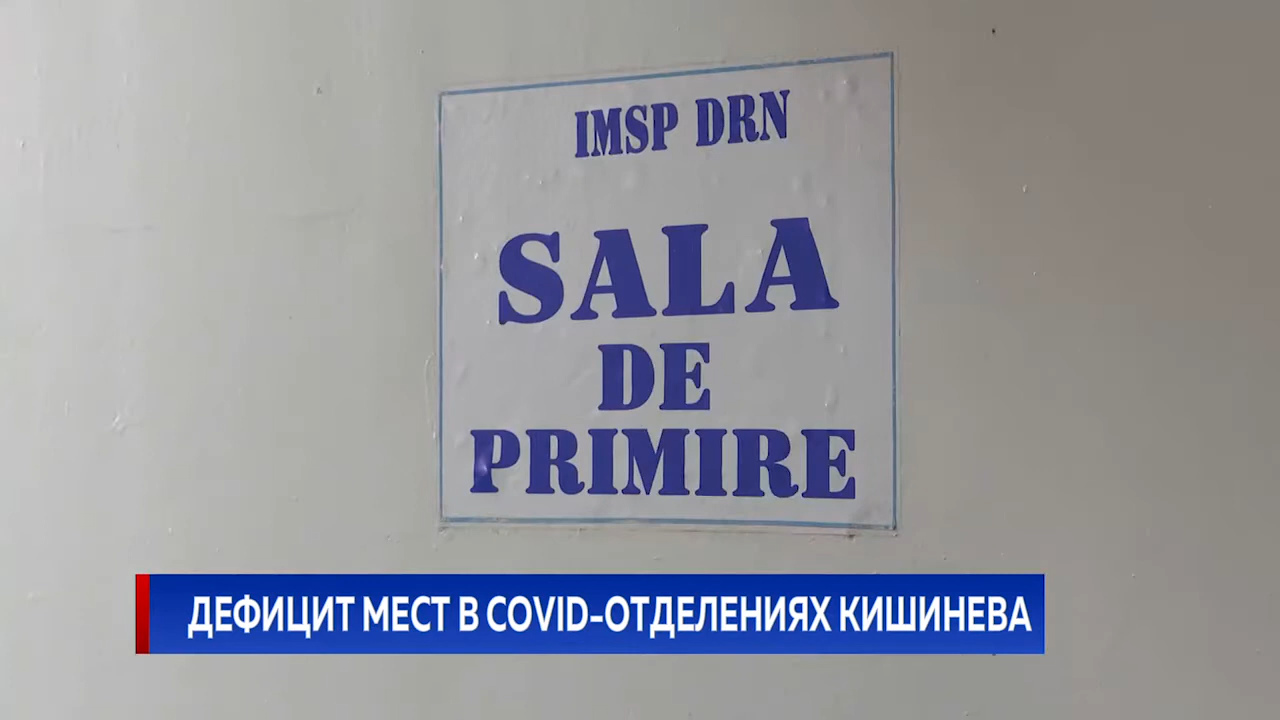 IMSP DRN
SALA
DE
PRIMIRE
ДЕФИЦИТ МЕСТ В COVID-ОТДЕЛЕНИЯХ КИШИНЕВА